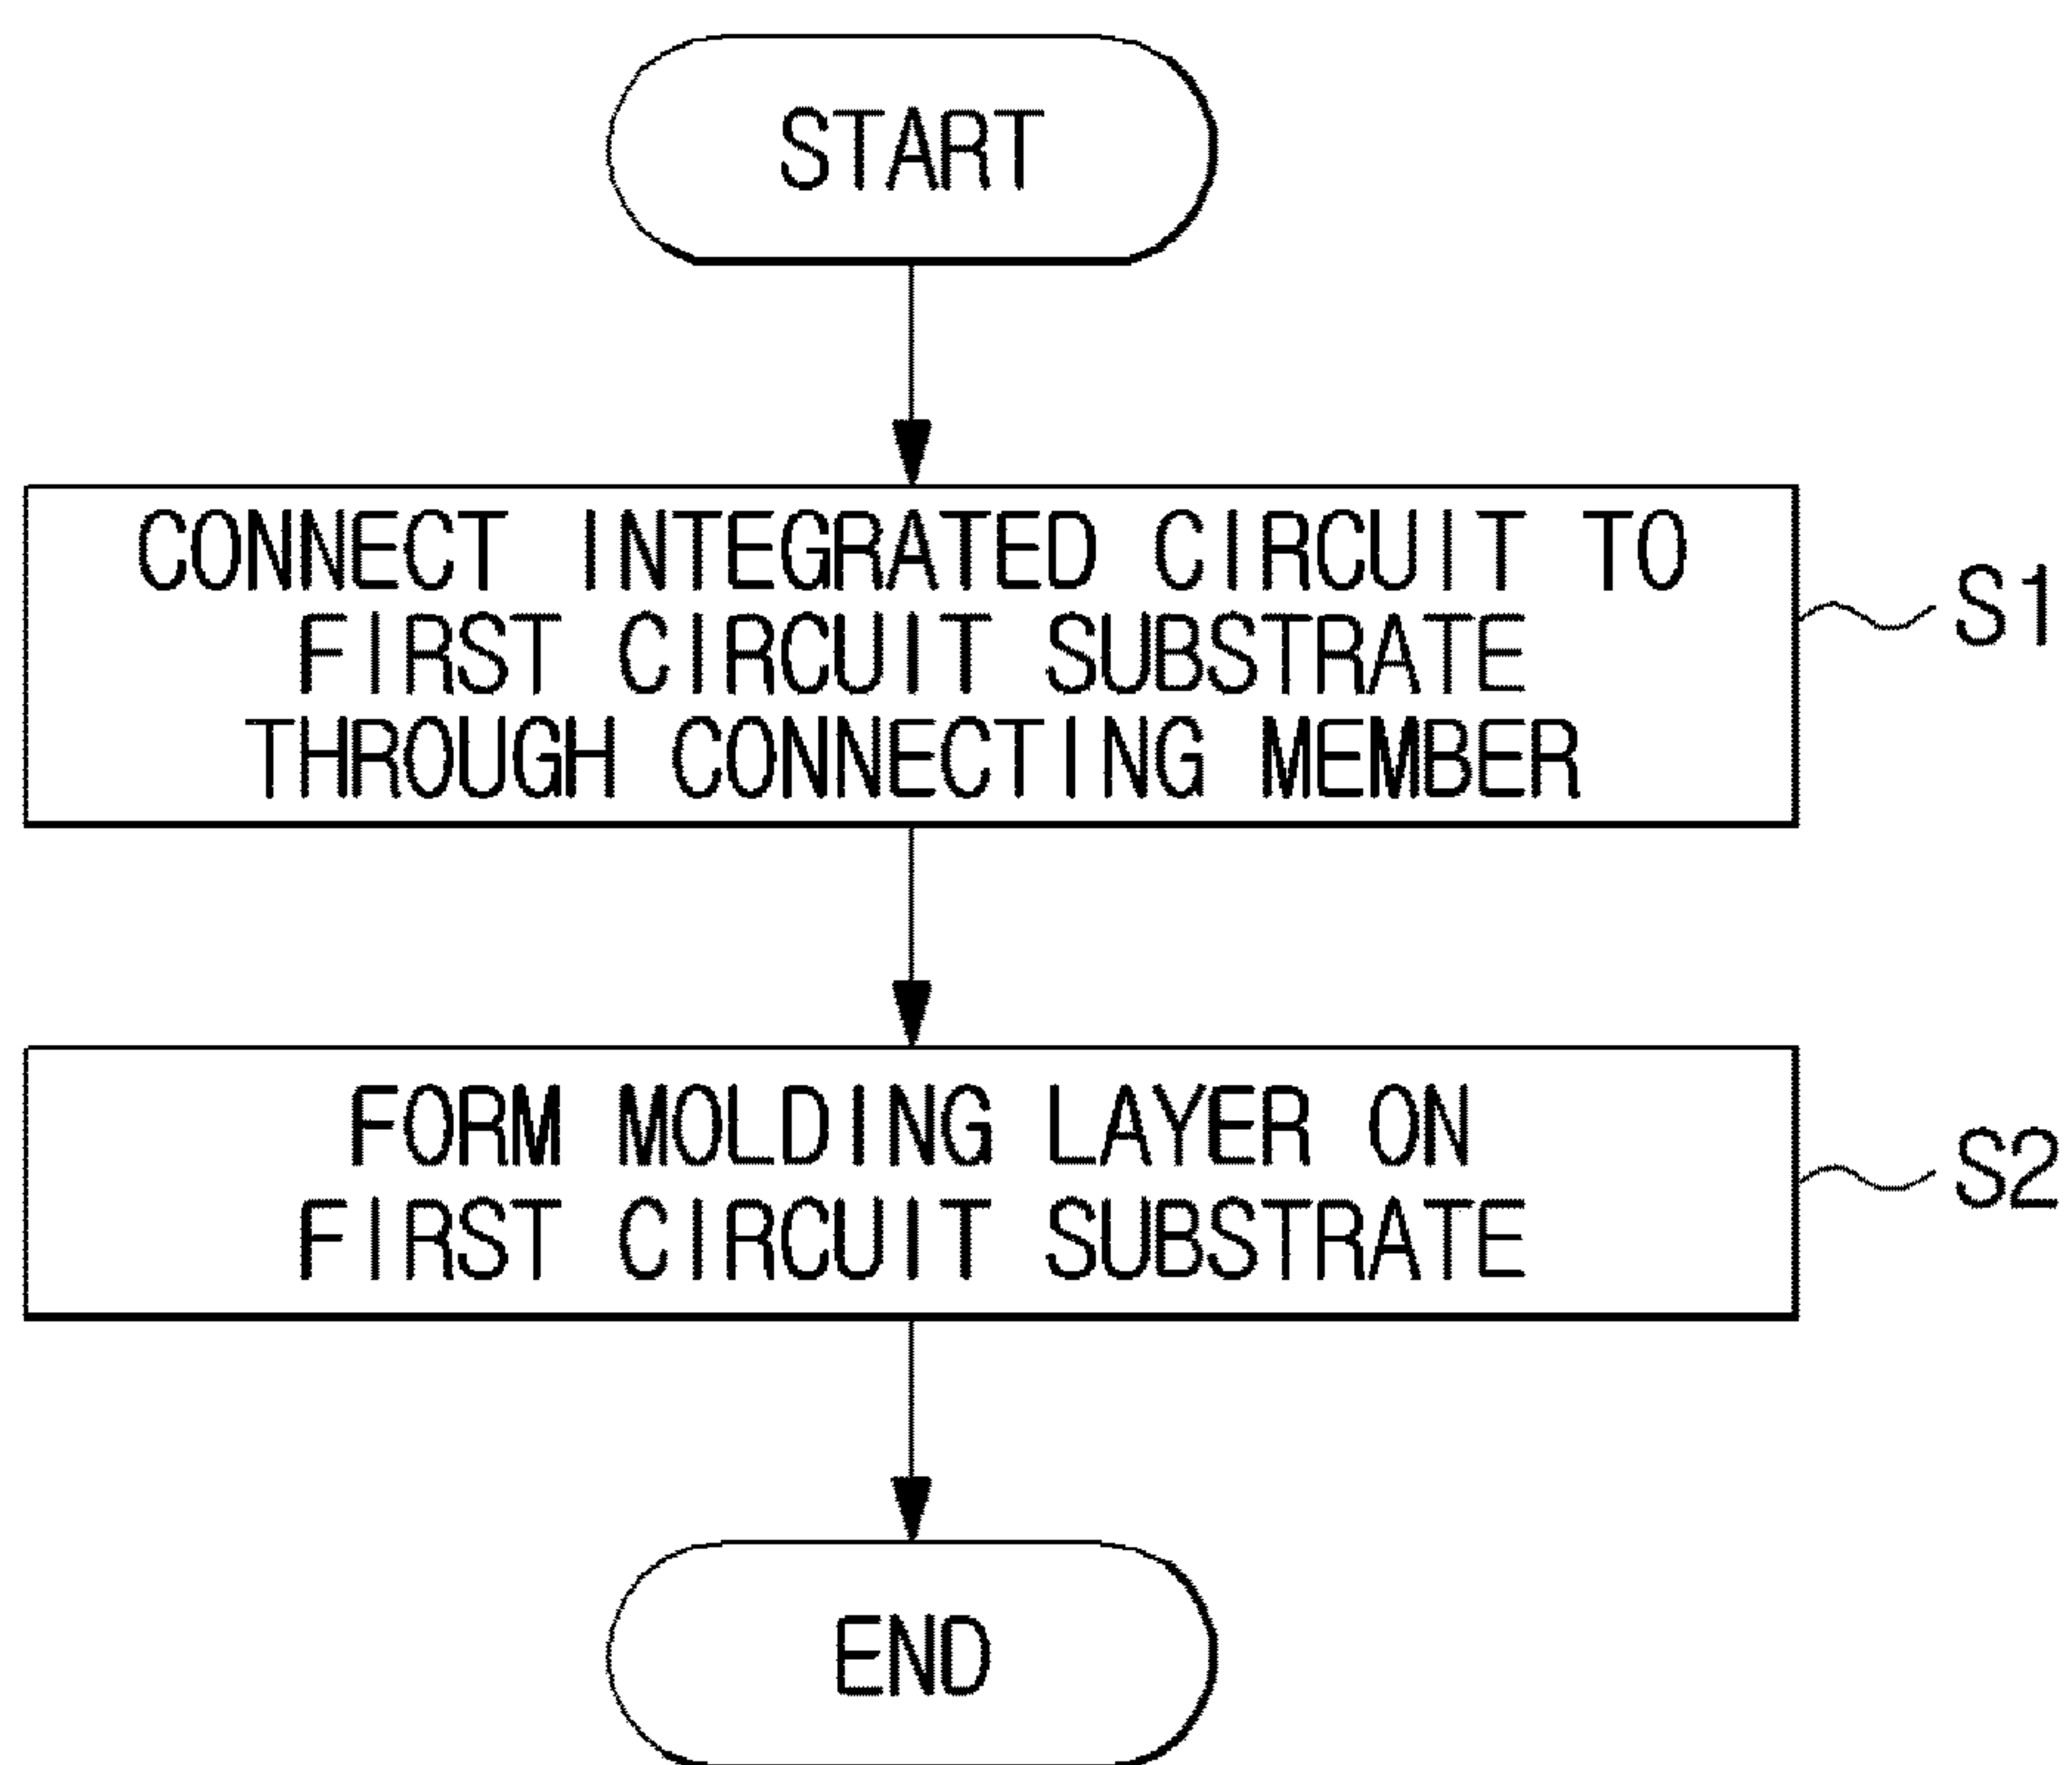 START
CONNECT INTEGRATED CIRCUIT TO
FIRST CIRCUIT SUBSTRATE
THROUGH CONNECTING MEMBER
S1
FORM MOLDING LAYER ON
FIRST CIRCUIT SUBSTRATE
S2
END